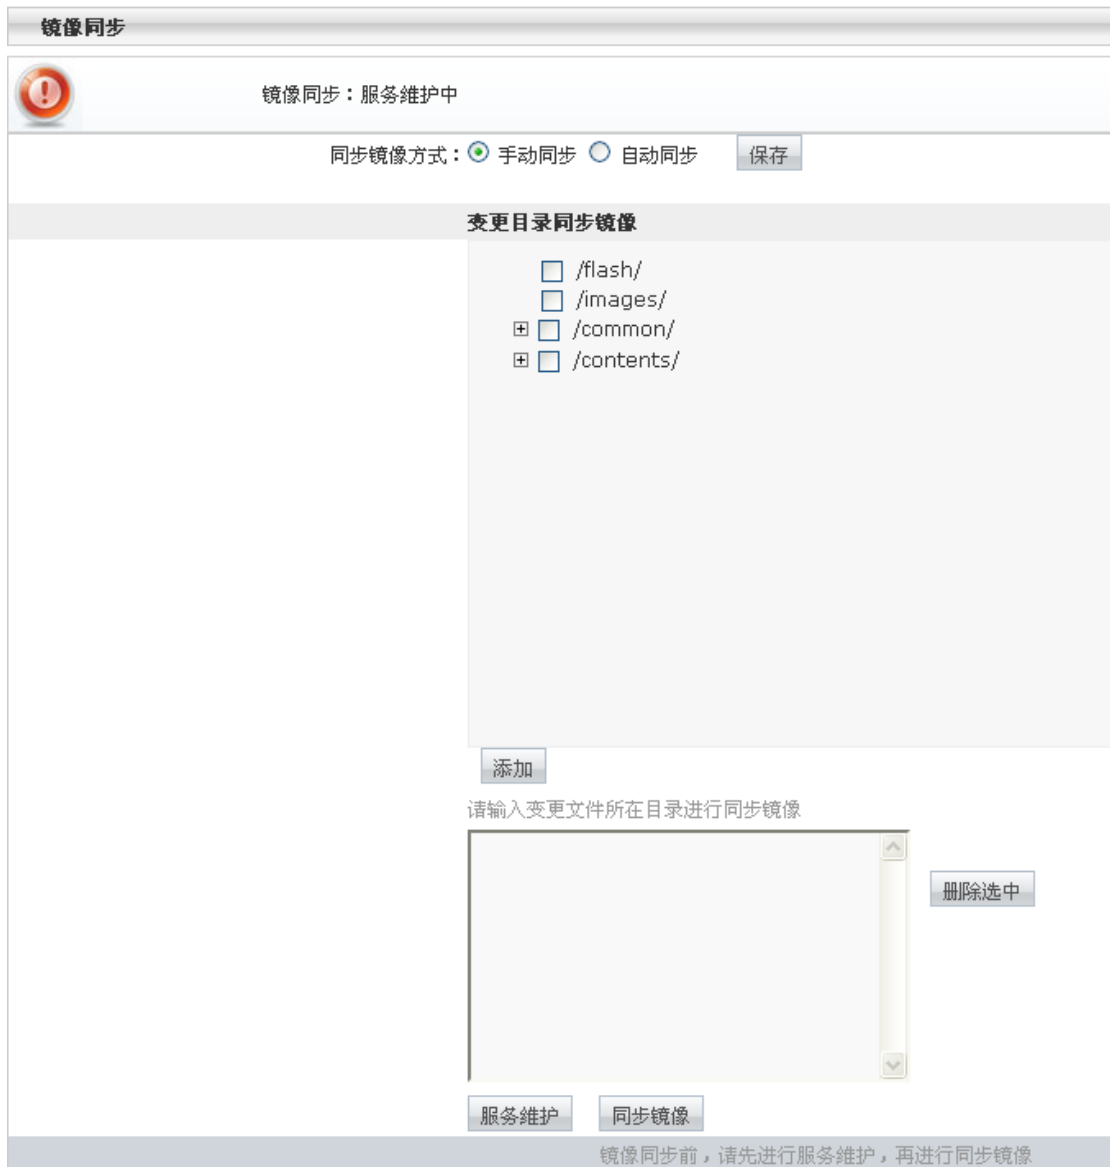 镜像同步
镜像同步：服务维护中
同步镜像方式： 手动同步 自动同步 保存
变更目录同步镜像
/flash/
/images/
/common/
/contents/
添加
请输入变更文件所在目录进行同步镜像
删除选中
服务维护 同步镜像
镜像同步前，请先进行服务维护，再进行同步镜像